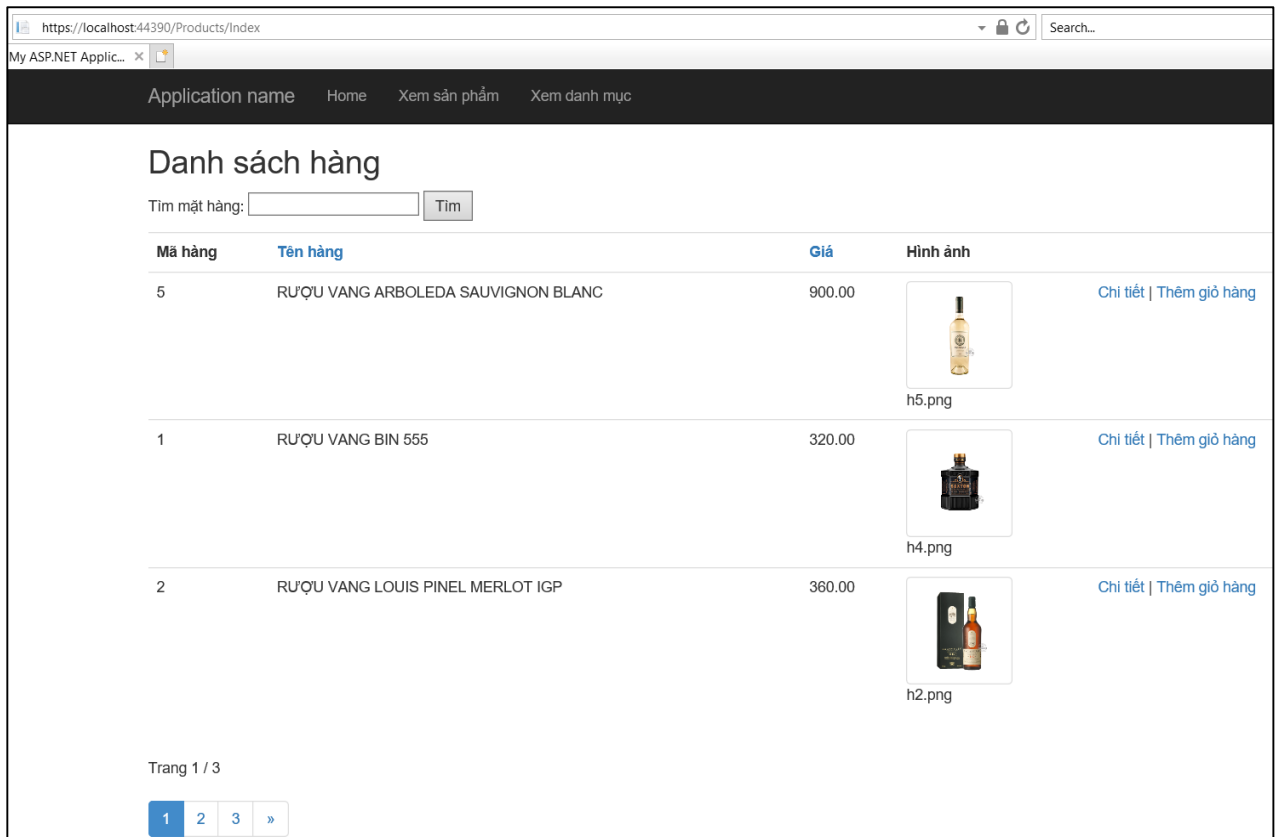 https://localhost:44390/Products/Index
Search...
My ASP.NET Applic...
Application name Home Xem sản phẩm Xem danh mục
Danh sách hàng
Tìm mặt hàng: Tìm
Mã hàng Tên hàng Giá Hình ảnh
5 RƯỢU VANG ARBOLEDA SAUVIGNON BLANC 900.00 Chi tiết | Thêm giỏ hàng
h5.png
1 RƯỢU VANG BIN 555 320.00 Chi tiết | Thêm giỏ hàng
h4.png
2 RƯỢU VANG LOUIS PINEL MERLOT IGP 360.00 Chi tiết | Thêm giỏ hàng
h2.png
Trang 1 / 3
1 2 3 »